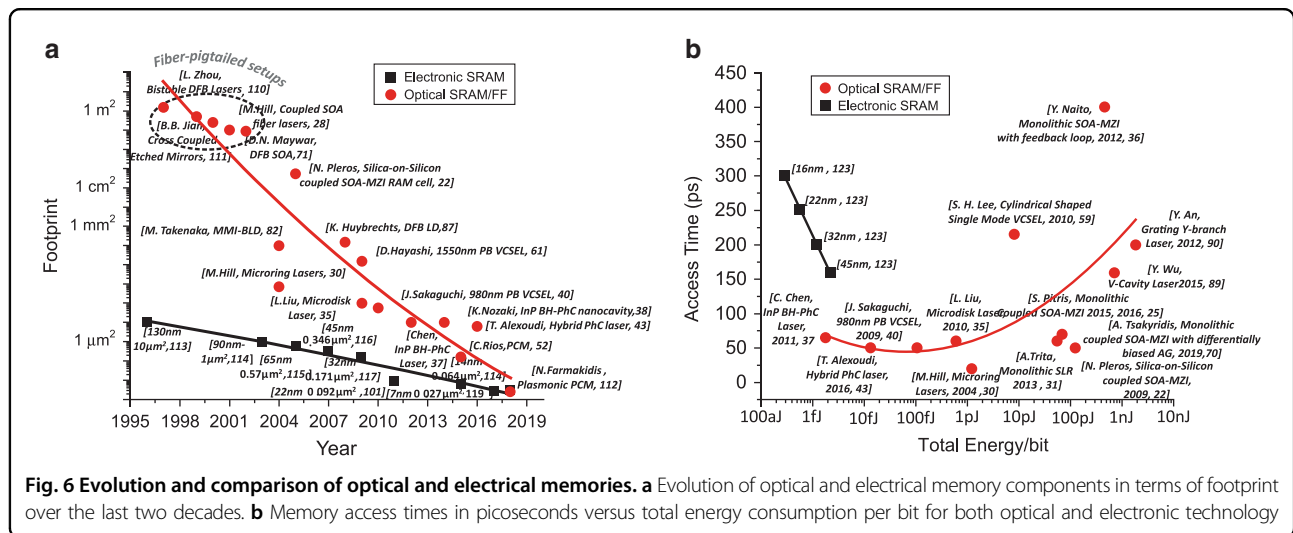 a
Fiber-pigtailed setups
Electronic SRAM
Optical SRAM/FF
[L. Zhou,
Bistable DFB Lasers, 110]
[M.Hill, Coupled SOA
fiber lasers, 28]
[B.B. Jian,
Cross Coupled
Etched Mirrors, 111]
[D.N. Maywar,
DFB SOA,71]
[N. Pleros, Silica-on-Silicon
coupled SOA-MZI RAM cell, 22]
[M. Takenaka, MMI-BLD, 82]
[K. Huybrechts, DFB LD,87]
[D.Hayashi, 1550nm PB VCSEL, 61]
[M.Hill, Microring Lasers, 30]
[L.Liu, Microdisk
Laser, 35]
[J.Sakaguchi, 980nm PB VCSEL, 40]
[K.Nozaki, InP BH-PhC nanocavity,38]
[T. Alexoudi, Hybrid PhC laser, 43]
[Chen,
InP BH-PhC
Laser, 37]
[C.Rios,PCM, 52]
[N.Farmakidis ,
Plasmonic PCM, 112]
[130nm
10µm²,113]
[90nm-
1µm²,114]
[65nm
0.57µm²,115]
[45nm
0.346µm²,116]
[32nm
0.171µm²,117]
[22nm 0.092µm², 101]
[14nm
0.064µm²,114]
[7nm 0.027µm²,119
1 m²
1 cm²
1 mm²
1 µm²
Footprint
1995 1998 2001 2004 2007 2010 2013 2016 2019
Year
b
Optical SRAM/FF
Electronic SRAM
[Y. Naito,
Monolithic SOA-MZI
with feedback loop, 2012, 36]
[16nm , 123]
[22nm , 123]
[32nm , 123]
[45nm, 123]
[S. H. Lee, Cylindrical Shaped
Single Mode VCSEL, 2010, 59]
[Y. An,
Grating Y-branch
Laser, 2012, 90]
[Y. Wu,
V-Cavity Laser2015, 89]
[C. Chen,
InP BH-PhC
Laser,
2011, 37
[J. Sakaguchi,
980nm PB VCSEL,
2009, 40]
[L. Liu,
Microdisk Laser
2010, 35]
[S. Pitris, Monolithic
Coupled SOA-MZI 2015, 2016, 25]
[A. Tsakyridis, Monolithic
coupled SOA-MZI with differentially
biased AG, 2019,70]
[T. Alexoudi,
Hybrid PhC laser,
2016, 43]
[M.Hill, Microring
Lasers, 2004 ,30]
[A.Trita,
Monolithic SLR
2013 , 31]
[N. Pleros, Silica-on-Silicon
coupled SOA-MZI,
2009, 22]
450
400
350
300
250
200
150
100
50
0
Access Time (ps)
100aJ 1fJ 10fJ 100fJ 1pJ 10pJ 100pJ 1nJ 10nJ
Total Energy/bit
Fig. 6 Evolution and comparison of optical and electrical memories. a Evolution of optical and electrical memory components in terms of footprint
over the last two decades. b Memory access times in picoseconds versus total energy consumption per bit for both optical and electronic technology